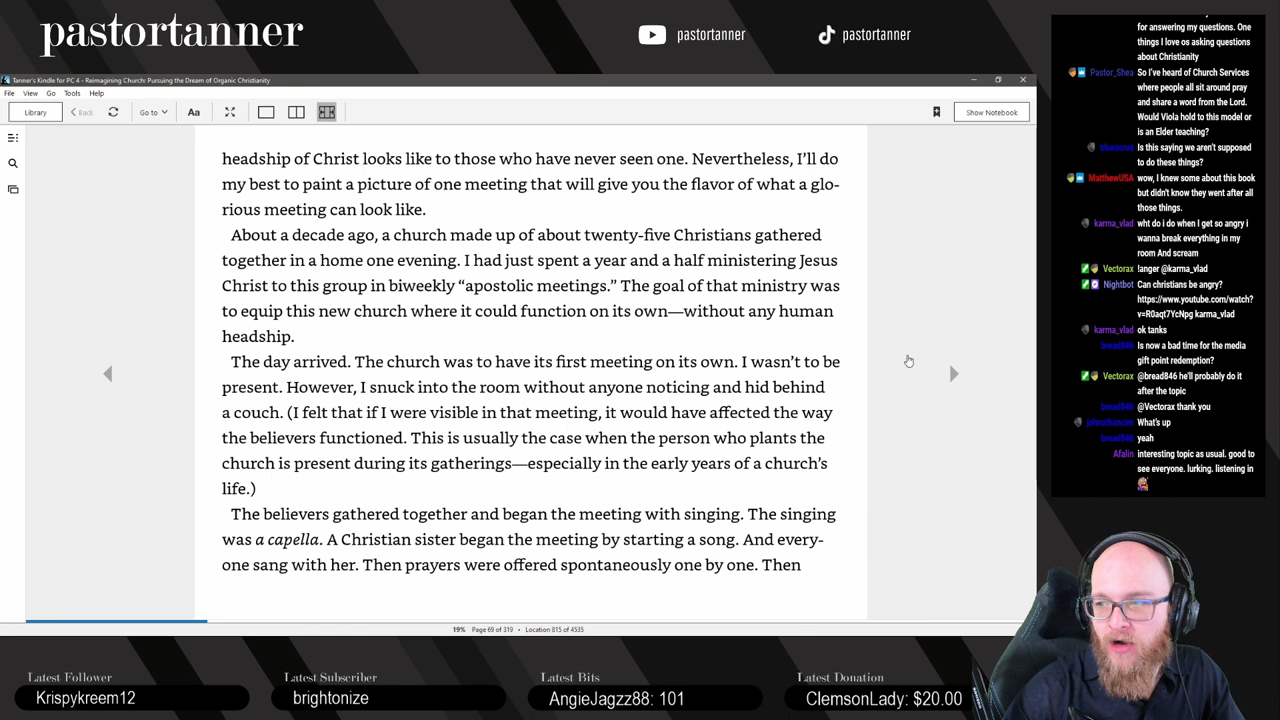 pastortanner
pastortanner
pastortanner
Tanner's Kindle for PC 4 - Reimagining Church: Pursuing the Dream of Organic Christianity
File View Go Tools Help
Library
Back
Go to
Aa
Show Notebook
headship of Christ looks like to those who have never seen one. Nevertheless, I'll do
my best to paint a picture of one meeting that will give you the flavor of what a glo-
rious meeting can look like.
About a decade ago, a church made up of about twenty-five Christians gathered
together in a home one evening. I had just spent a year and a half ministering Jesus
Christ to this group in biweekly “apostolic meetings.” The goal of that ministry was
to equip this new church where it could function on its own—without any human
headship.
The day arrived. The church was to have its first meeting on its own. I wasn't to be
present. However, I snuck into the room without anyone noticing and hid behind
a couch. (I felt that if I were visible in that meeting, it would have affected the way
the believers functioned. This is usually the case when the person who plants the
church is present during its gatherings—especially in the early years of a church's
life.)
The believers gathered together and began the meeting with singing. The singing
was a capella. A Christian sister began the meeting by starting a song. And every-
one sang with her. Then prayers were offered spontaneously one by one. Then
19% Page 69 of 319 • Location 815 of 4535
for answering my questions. One
things I love os asking questions
about Christianity
Pastor_Shea So I've heard of Church Services
where people all sit around pray
and share a word from the Lord.
Would Viola hold to this model or
is an Elder teaching?
Is this saying we aren't supposed
to do these things?
MatthewUSA wow, I knew some about this book
but didn't know they went after all
those things.
karma_vlad wht do i do when I get so angry i
wanna break everything in my
room And scream
Vectorax !anger @karma_vlad
Nightbot Can christians be angry?
https://www.youtube.com/watch?
v=R0aqt7YcNpg karma_vlad
karma_vlad ok tanks
bread846 Is now a bad time for the media
gift point redemption?
Vectorax @bread846 he'll probably do it
after the topic
bread846 @Vectorax thank you
What's up
bread846 yeah
Afalin interesting topic as usual. good to
see everyone. lurking. listening in
Latest Follower
Krispykreem12
Latest Subscriber
brightonize
Latest Bits
AngieJagzz88: 101
Latest Donation
ClemsonLady: $20.00